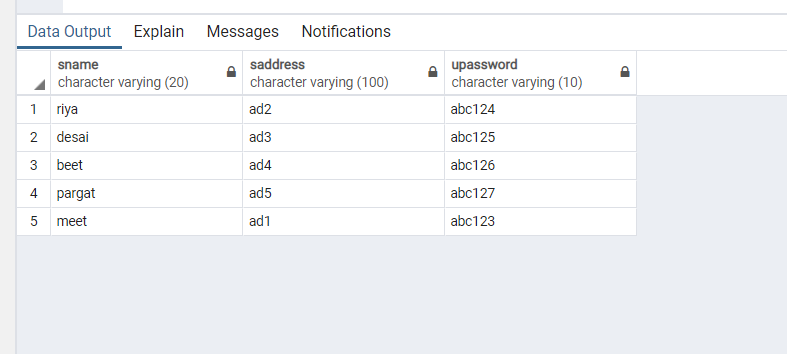 Data Output Explain Messages Notifications
sname saddress upassword
character varying (20) character varying (100) character varying (10)
1 riya ad2 abc124
2 desai ad3 abc125
3 beet ad4 abc126
4 pargat ad5 abc127
5 meet ad1 abc123